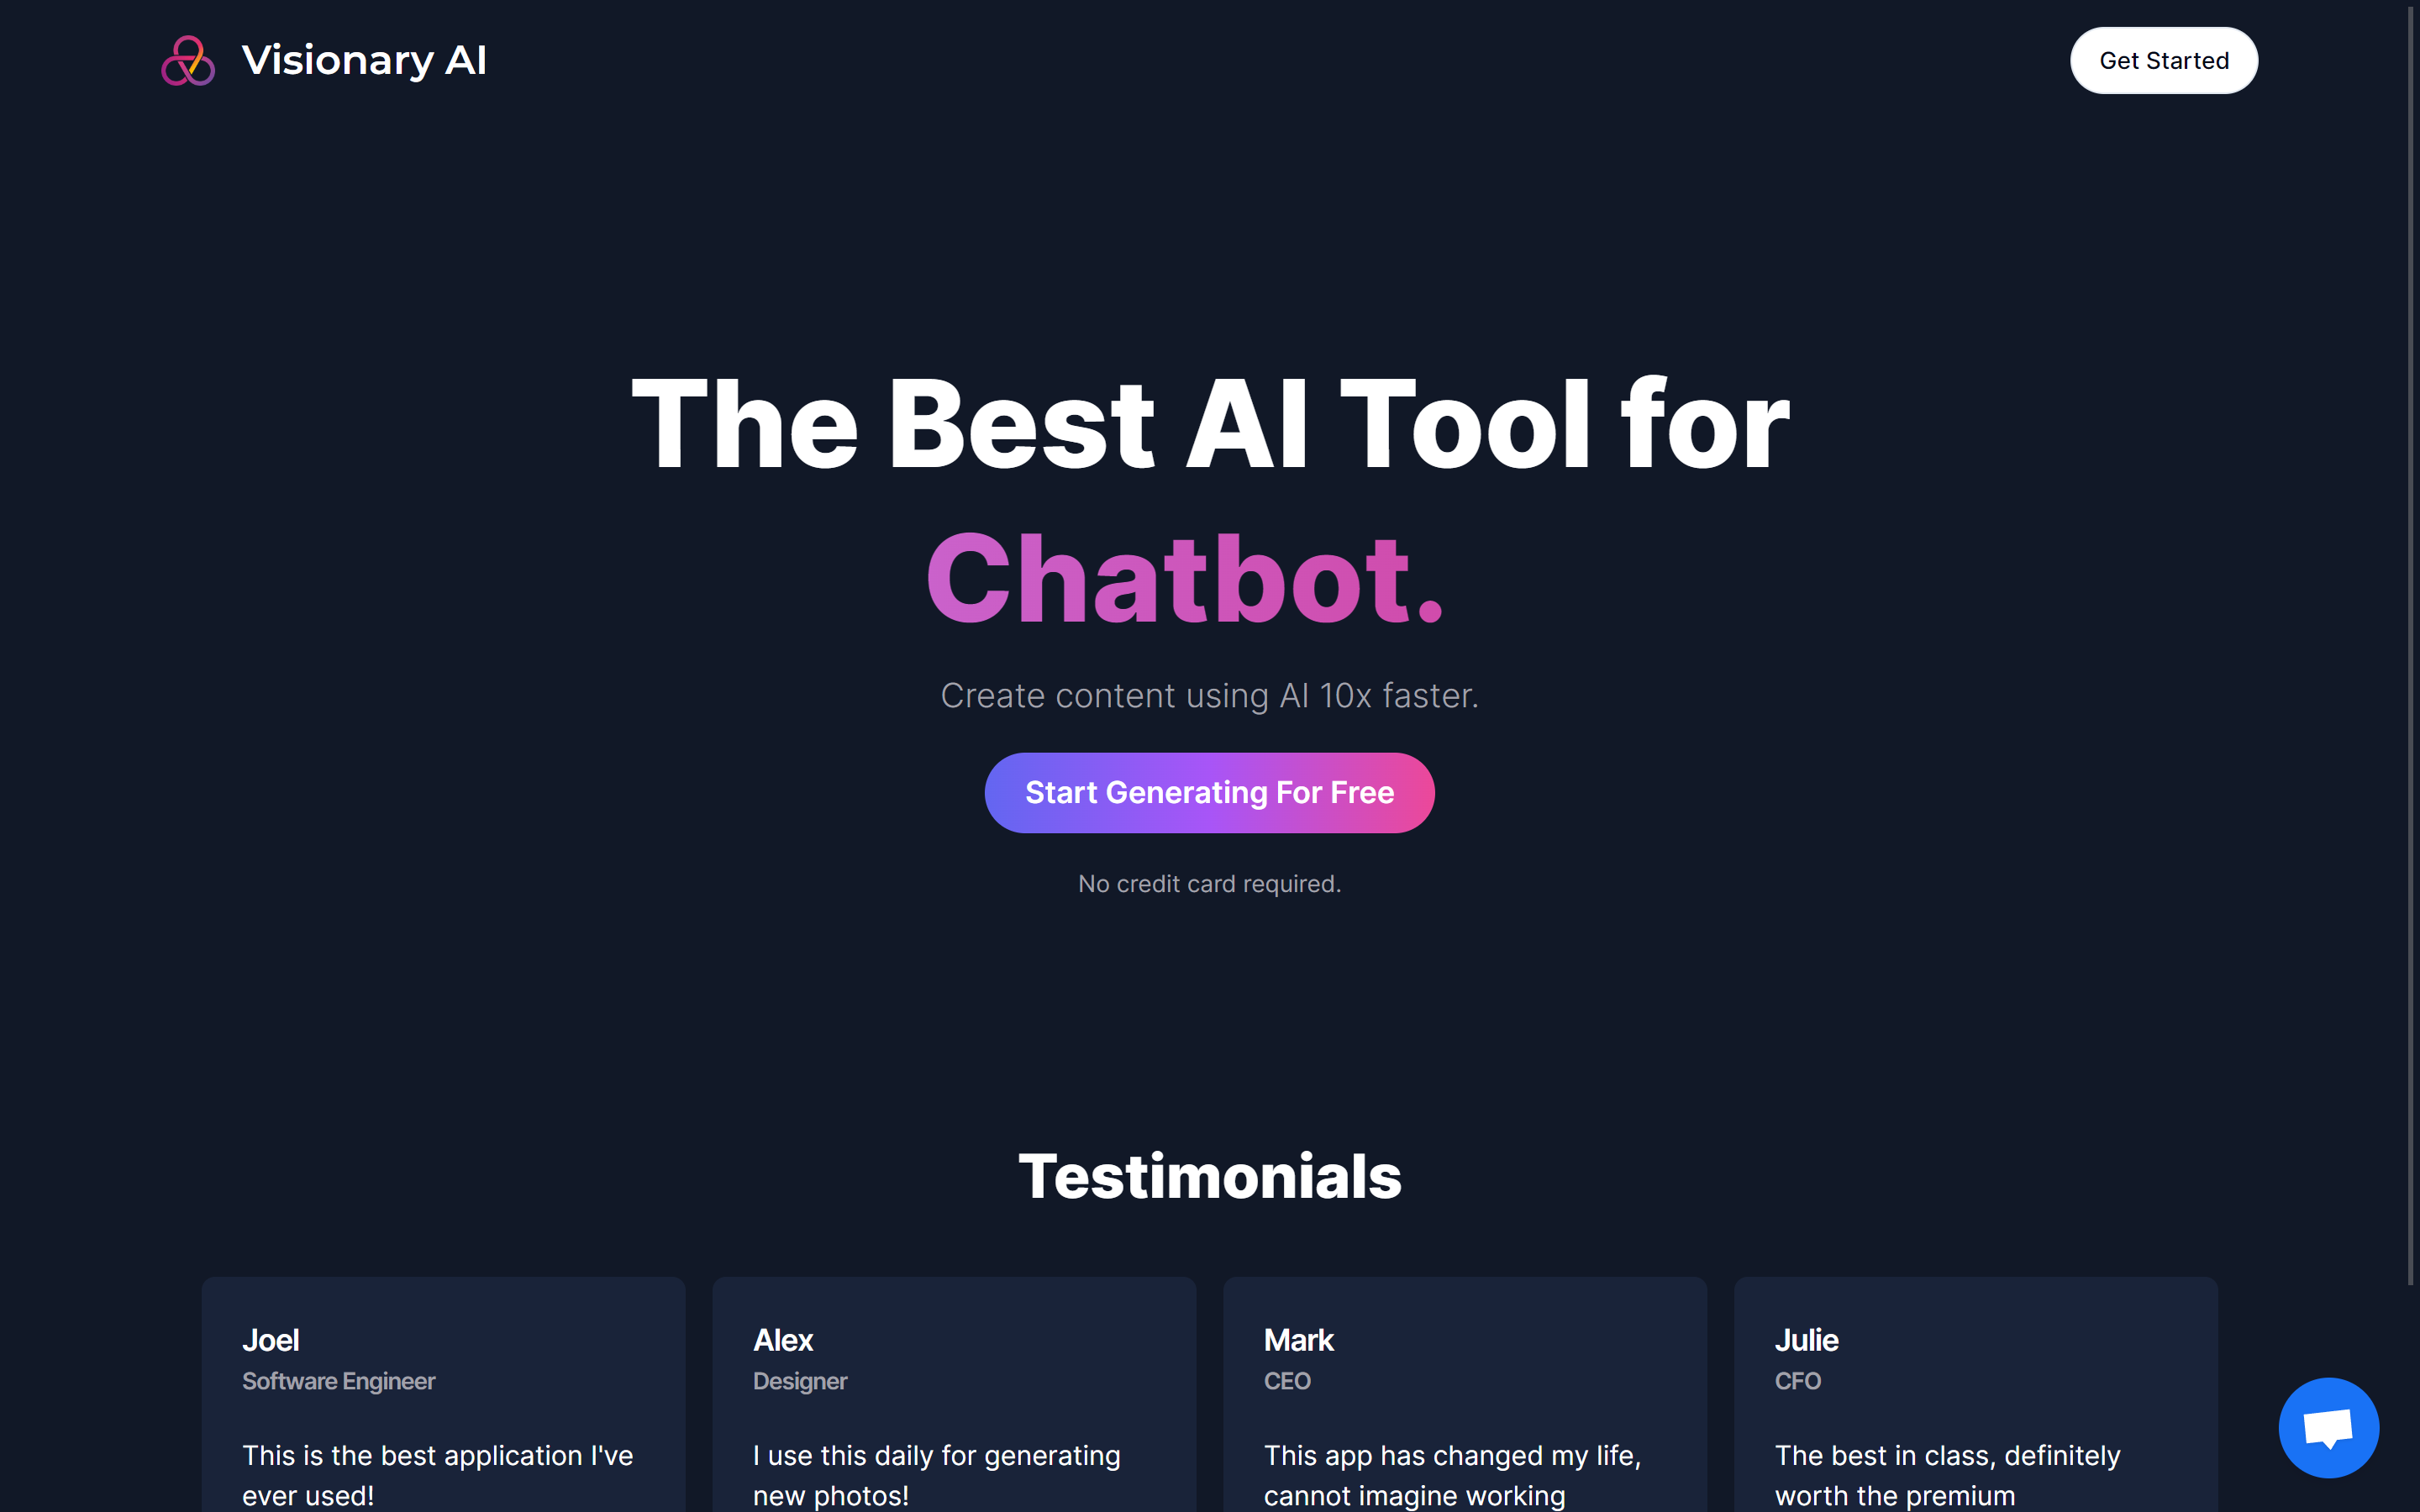 Visionary AI
Get Started
The Best AI Tool for
Chatbot.
Create content using AI 10x faster.
Start Generating For Free
No credit card required.
Testimonials
Joel
Software Engineer
This is the best application I've
ever used!
Alex
Designer
I use this daily for generating
new photos!
Mark
CEO
This app has changed my life,
cannot imagine working
Julie
CFO
The best in class, definitely
worth the premium